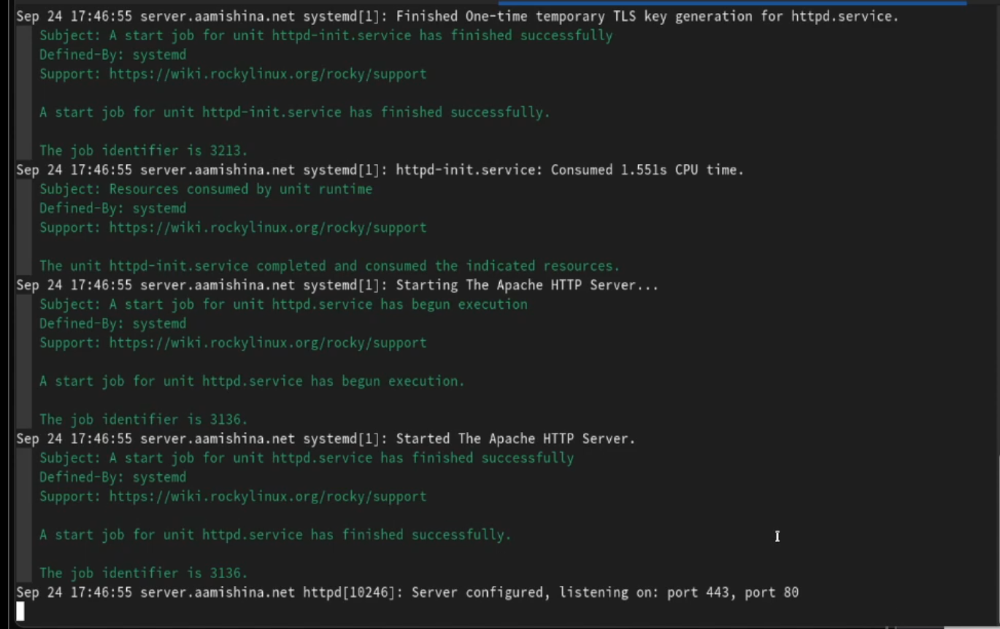 Sep 24 17:46:55 server.aamishina.net systemd[1]: Finished One-time temporary TLS key generation for httpd.service.
Subject: A start job for unit httpd-init.service has finished successfully
Defined-By: systemd
Support: https://wiki.rockylinux.org/rocky/support
A start job for unit httpd-init.service has finished successfully.
The job identifier is 3213.
Sep 24 17:46:55 server.aamishina.net systemd[1]: httpd-init.service: Consumed 1.551s CPU time.
Subject: Resources consumed by unit runtime
Defined-By: systemd
Support: https://wiki.rockylinux.org/rocky/support
The unit httpd-init.service completed and consumed the indicated resources.
Sep 24 17:46:55 server.aamishina.net systemd[1]: Starting The Apache HTTP Server...
Subject: A start job for unit httpd.service has begun execution
Defined-By: systemd
Support: https://wiki.rockylinux.org/rocky/support
A start job for unit httpd.service has begun execution.
The job identifier is 3136.
Sep 24 17:46:55 server.aamishina.net systemd[1]: Started The Apache HTTP Server.
Subject: A start job for unit httpd.service has finished successfully
Defined-By: systemd
Support: https://wiki.rockylinux.org/rocky/support
A start job for unit httpd.service has finished successfully.
The job identifier is 3136.
Sep 24 17:46:55 server.aamishina.net httpd[10246]: Server configured, listening on: port 443, port 80